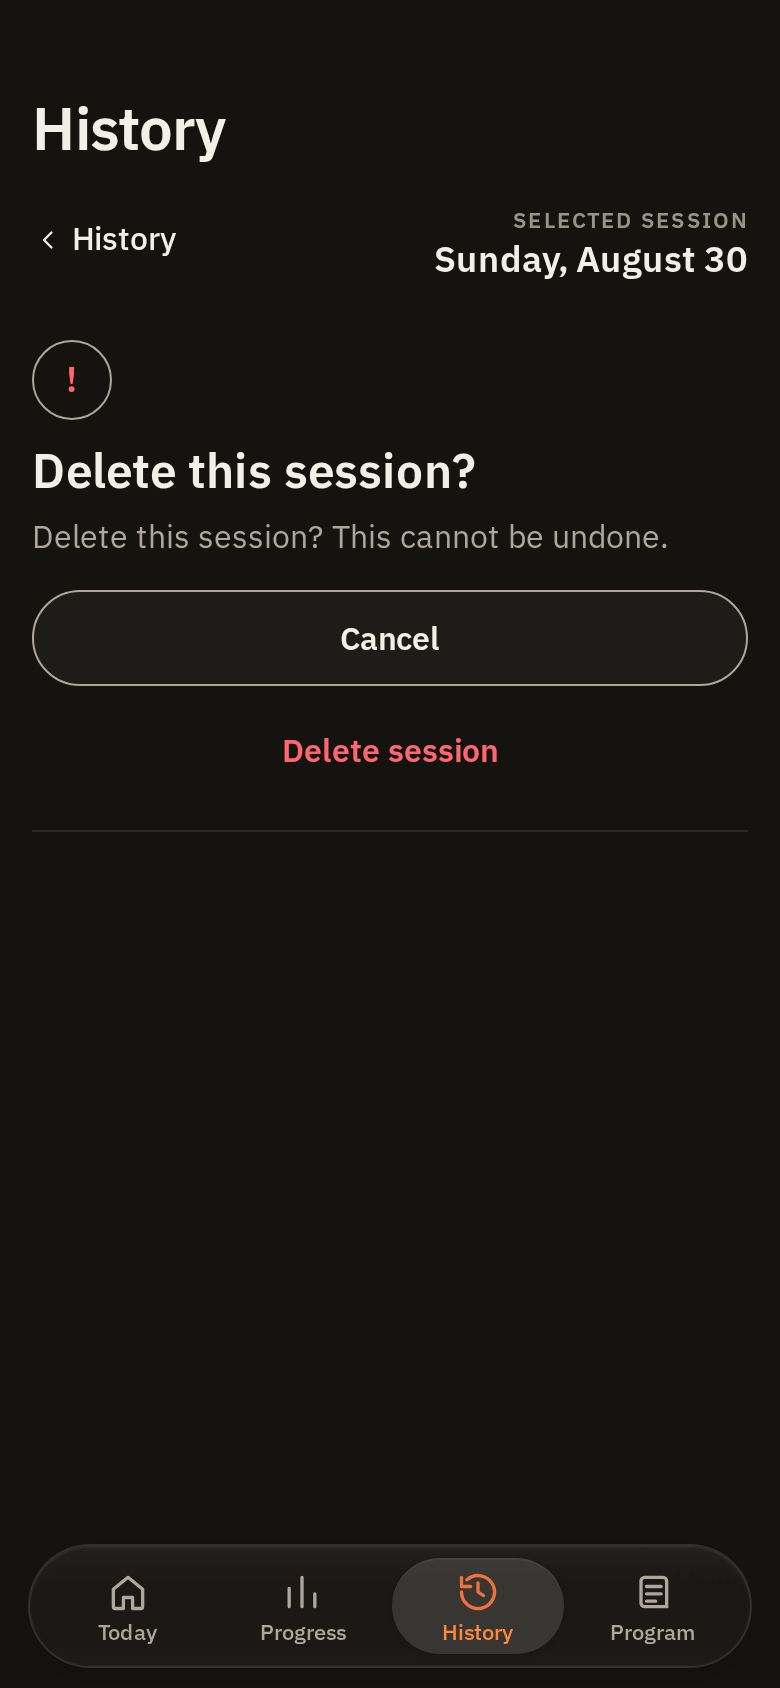 History
History
SELECTED SESSION
Sunday, August 30
!
Delete this session?
Delete this session? This cannot be undone.
Cancel
Delete session
Today
Progress
History
Program